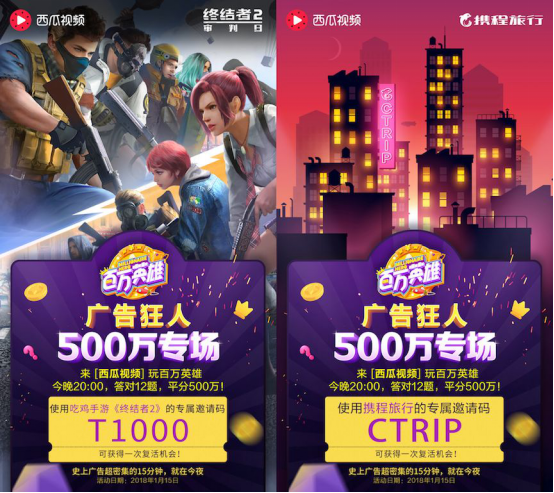 西瓜视频
终结者2
审判日
百万英雄
广告狂人
500万专场
来［西瓜视频］玩百万英雄
今晚20:00，答对12题，平分500万！
使用吃鸡手游《终结者2》的专属邀请码
T1000
可获得一次复活机会！
史上广告超密集的15分钟，就在今夜
活动日期：2018年1月15日
西瓜视频
携程旅行
CTRIP
百万英雄
广告狂人
500万专场
来［西瓜视频］玩百万英雄
今晚20:00，答对12题，平分500万！
使用携程旅行的专属邀请码
CTRIP
可获得一次复活机会！
史上广告超密集的15分钟，就在今夜
活动日期：2018年1月15日